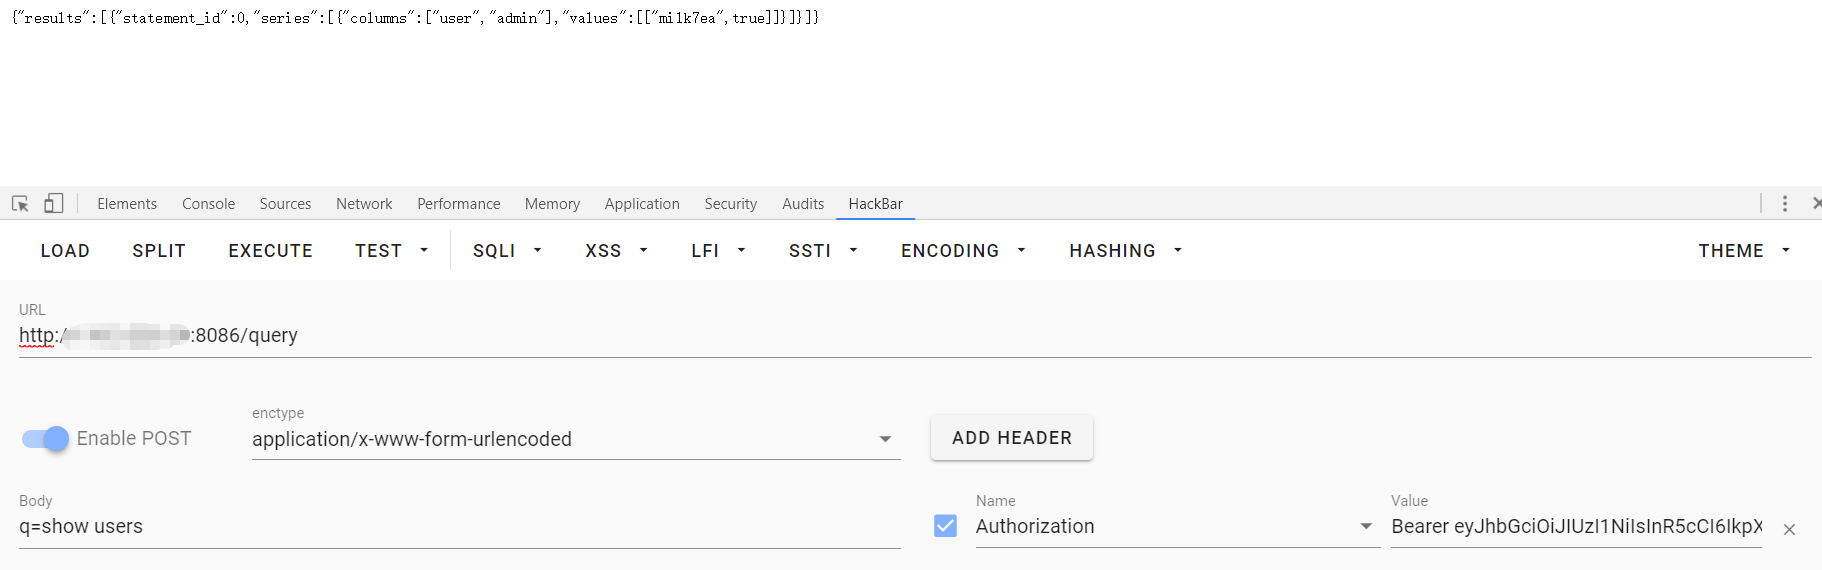 {"results":[{"statement_id":0,"series":[{"columns":["user","admin"],"values":[["milk7ea",true]]}]}]}
Elements Console Sources Network Performance Memory Application Security Audits HackBar
LOAD SPLIT EXECUTE TEST SQLI XSS LFI SSTI ENCODING HASHING THEME
URL
http:/ :8086/query
enctype
Enable POST application/x-www-form-urlencoded ADD HEADER
Body Name Value
q=show users Authorization Bearer eyJhbGciOiJIUzI1NiIsInR5cCI6IkpX